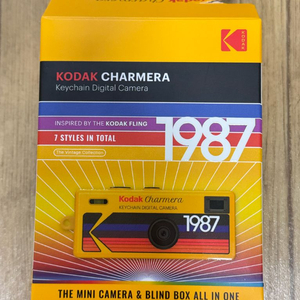 KODAK CHARMERA
Keychain Digital Camera
INSPIRED BY THE KODAK FLING
7 STYLES IN TOTAL
The Vintage Collection
1987
Kodak Charmera
KEYCHAIN DIGITAL CAMERA
1987
THE MINI CAMERA & BLIND BOX ALL IN ONE